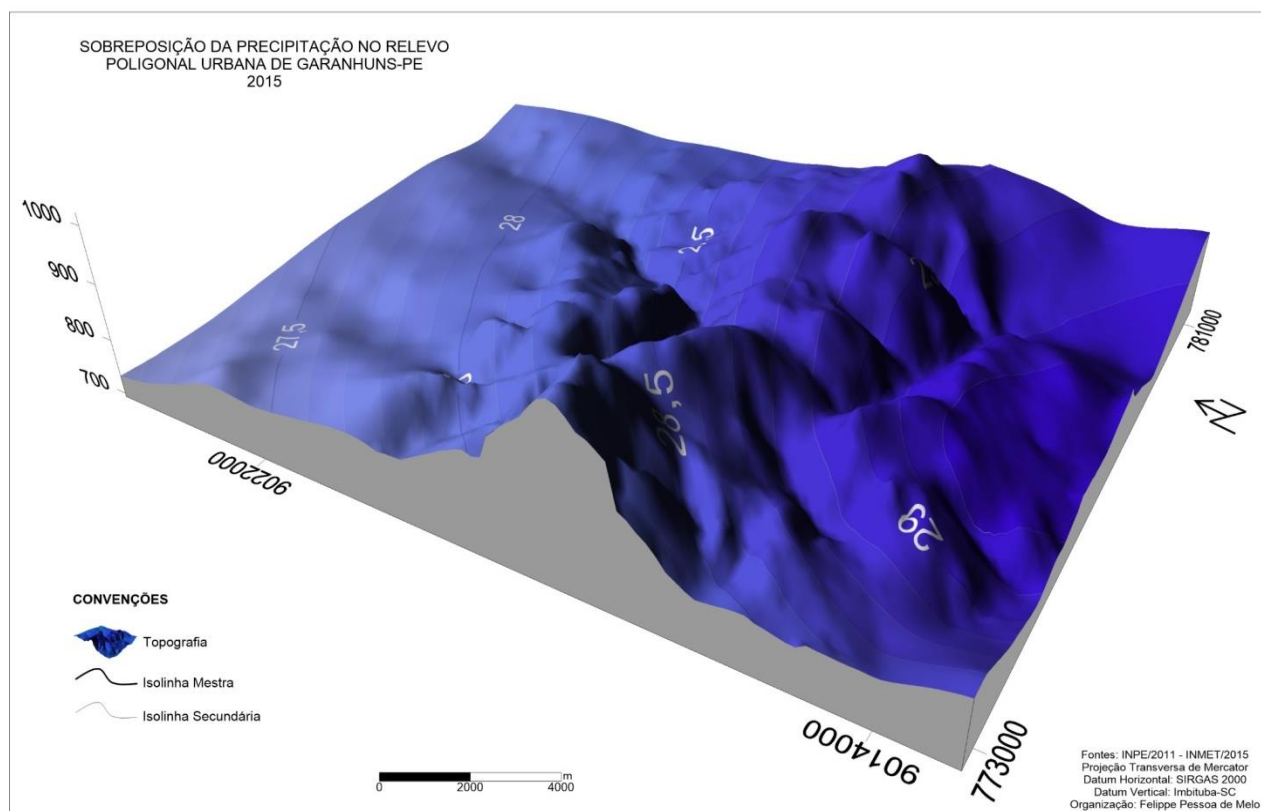 SOBREPOSIÇÃO DA PRECIPITAÇÃO NO RELEVO
POLIGONAL URBANA DE GARANHUNS-PE
2015
1000
900
800
700
27,5
28
28,5
29
9022000
9014000
773000
781000
N
CONVENÇÕES
Topografia
Isolinha Mestra
Isolinha Secundária
m
0 2000 4000
Fontes: INPE/2011 - INMET/2015
Projeção Transversa de Mercator
Datum Horizontal: SIRGAS 2000
Datum Vertical: Imbituba-SC
Organização: Felippe Pessoa de Melo